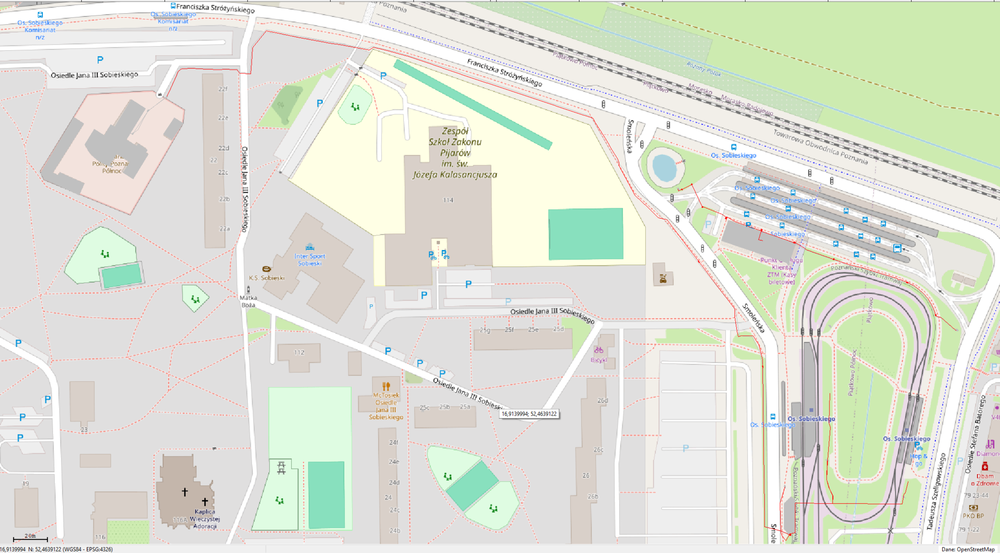 a Poznania
Franciszka Stróżyńskiego
Os. Sobieskiego
Komisariat
n/ż
Os. Sobieskiego
Komisariat
n/ż
P
Osiedle Jana III Sobieskiego
Franciszka Stróżyńskiego
Piątkowo Północ
Piątkowo
Różany Potok
Morasko
Morasko-Radojewo
Towarowa Obwodnica Poznania
22f
22e
22d
22
22c
22b
22a
P
P
Osiedle Jana III Sobieskiego
Północ
Zespół
Szkoł Zakonu
Pijarów
im. św.
Józefa Kalasancjusza
114
Smoleńska
Os. Sobieskiego
Os. Sobieskiego
Os. Sobieskiego
Os. Sobieskiego
Sobieskiego
P
P
Inter Sport
Sobieski
K.S. Sobieski
Matka
Boża
P
P
P
P
P
P
Punkt
Klienta
ZTM (Kasy
biletowe)
Poznański Szybki Tramwaj
Piątkowo
Osiedle Jana III Sobieskiego
25g
25f
25e
25d
Smoleńska
P
112
P
P
P
Bicykl
P
Piątkowo Północ
McTosiek
Osiedle
Jana III
Sobieskiego
Osiedle Jana III Sobieski
25c
25b
25a
16,9139994; 52,4639122
26d
26c
26
26b
P
P
P
P
23
Os. Sobieskiego
Os. Sobieskiego
Os. Sobieskiego
P
Hop &
go
P
Osiedle Stefana Batorego
Diamon
Dbam
o Zdrowie
79 23-44
PKO BP
79 1-22
Tadeusza Szeligowskiego
24f
24e
24d
24
24c
24b
19
116
116A
Kaplica
Wieczystej
Adoracji
Poznański Szybki Tramwaj
Smole
20m
16,9139994 N: 52,4639122 (WGS84 - EPSG:4326)
Dane: OpenStreetMap